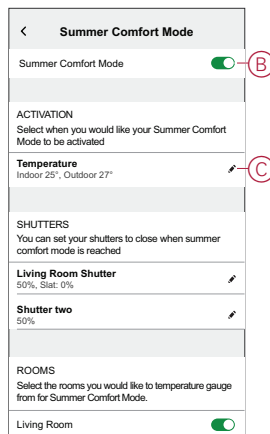 Summer Comfort Mode
Summer Comfort Mode
B
ACTIVATION
Select when you would like your Summer Comfort
Mode to be activated
Temperature
Indoor 25°, Outdoor 27°
C
SHUTTERS
You can set your shutters to close when summer
comfort mode is reached
Living Room Shutter
50%, Slat: 0%
Shutter two
50%
ROOMS
Select the rooms you would like to temperature gauge
from for Summer Comfort Mode.
Living Room